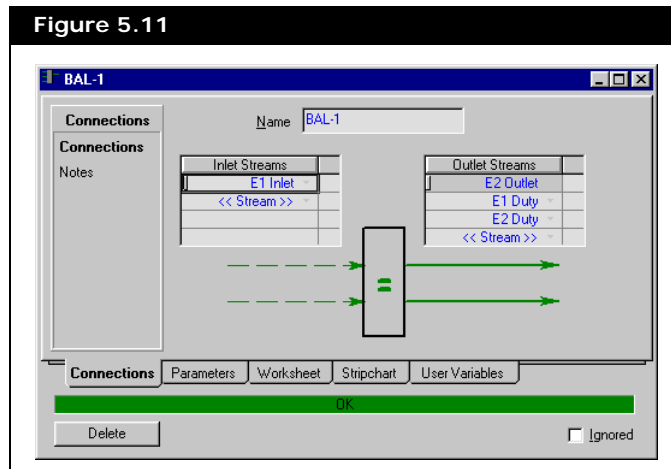 Figure 5.11
BAL-1
Connections
Connections
Notes
Name BAL-1
Inlet Streams
E1 Inlet
<< Stream >>
Outlet Streams
E2 Outlet
E1 Duty
E2 Duty
<< Stream >>
=
Connections Parameters Worksheet Stripchart User Variables
OK
Delete
Ignored